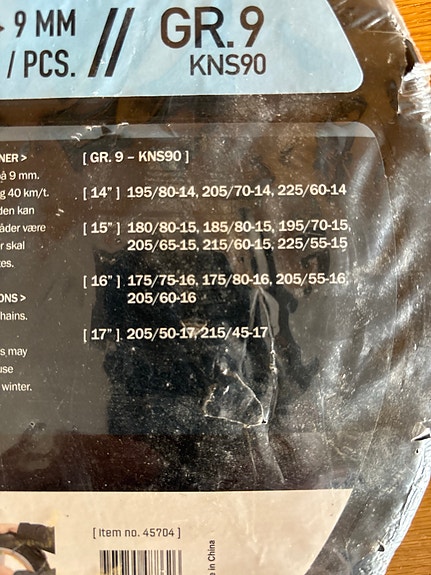 9 MM // GR.9
/ PCS. KNS90
NER >
på 9 mm.
g 40 km/t.
den kan
åder være
r skal
tes.
ONS >
hains.
s may
use
winter.
[ GR. 9 – KNS90 ]
[ 14” ] 195/80-14, 205/70-14, 225/60-14
[ 15” ] 180/80-15, 185/80-15, 195/70-15,
205/65-15, 215/60-15, 225/55-15
[ 16” ] 175/75-16, 175/80-16, 205/55-16,
205/60-16
[ 17” ] 205/50-17, 215/45-17
[ Item no. 45704 ]
e in China